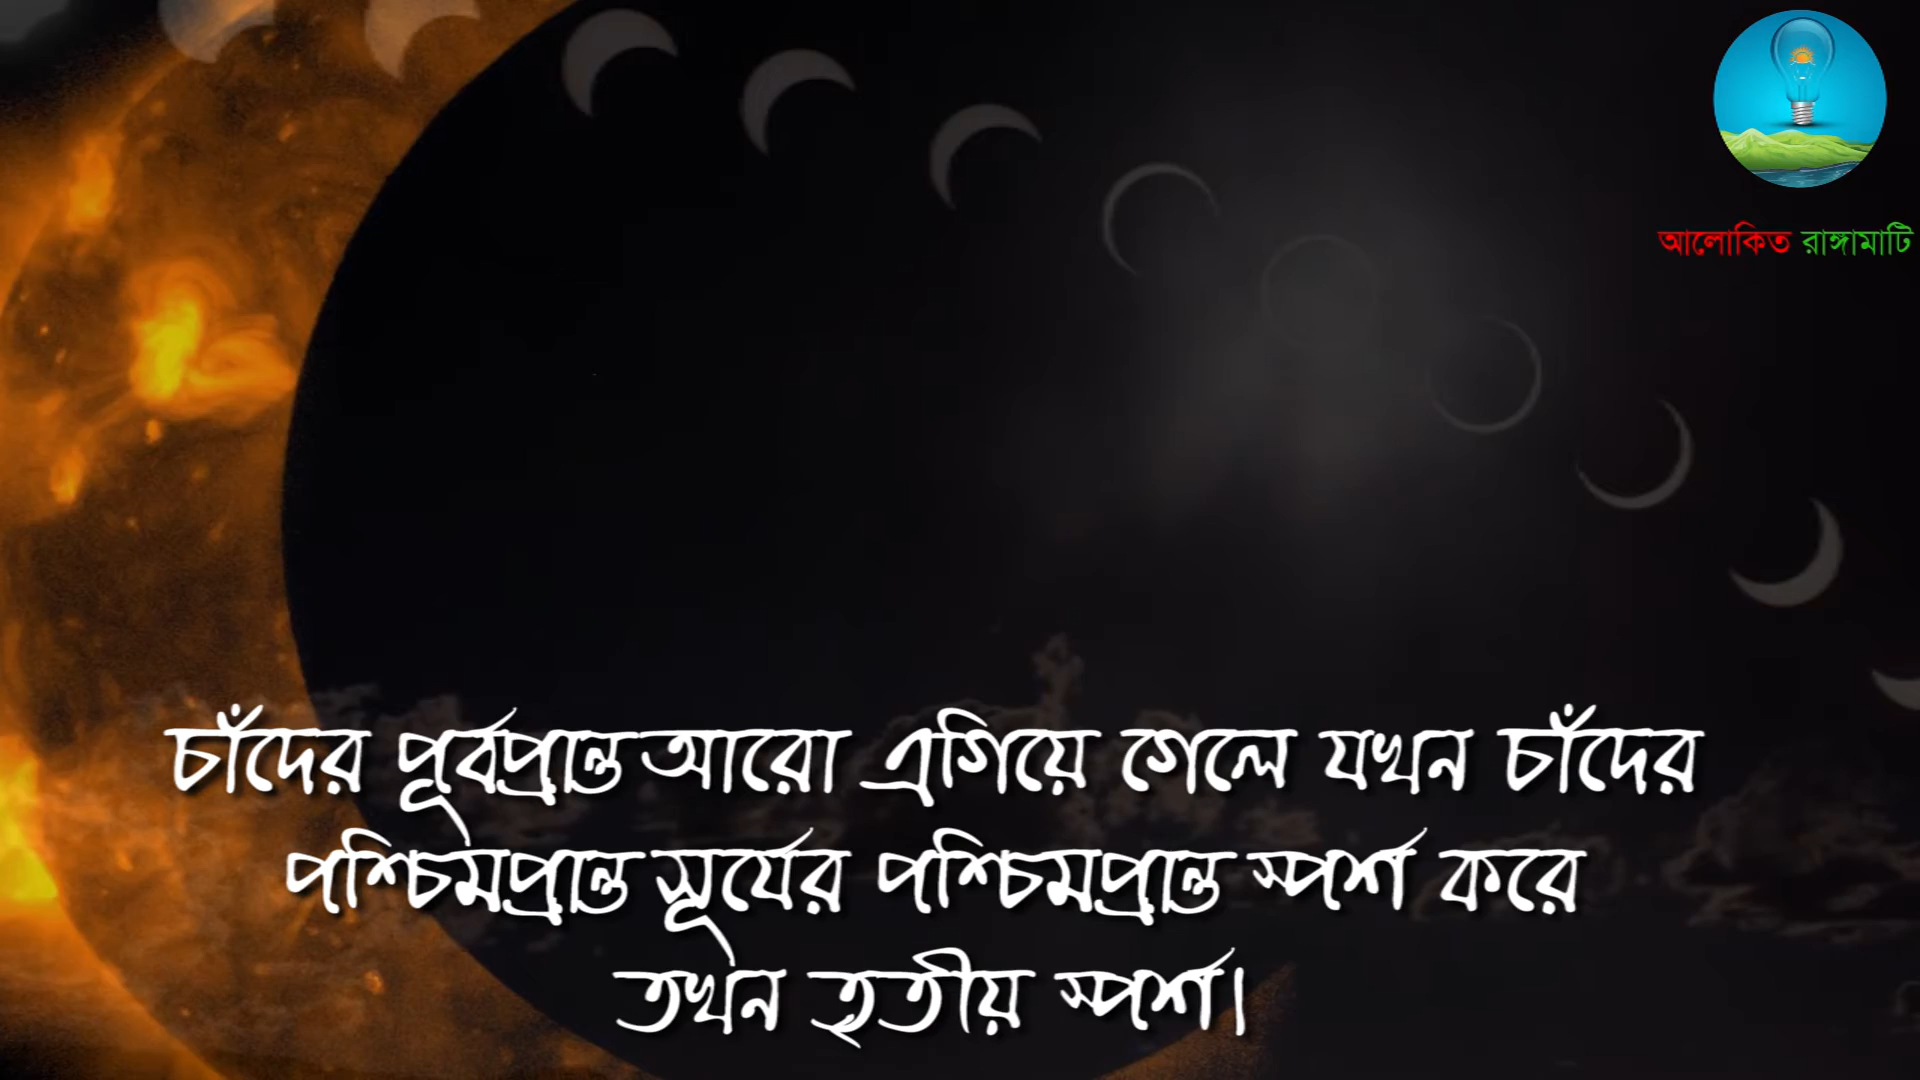 আলোকিত রাঙ্গামাটি
চাঁদের পূর্বপ্রান্ত আরো এগিয়ে গেলে যখন চাঁদের
পশ্চিমপ্রান্ত সূর্যের পশ্চিমপ্রান্ত স্পর্শ করে
তখন তৃতীয় স্পর্শ।